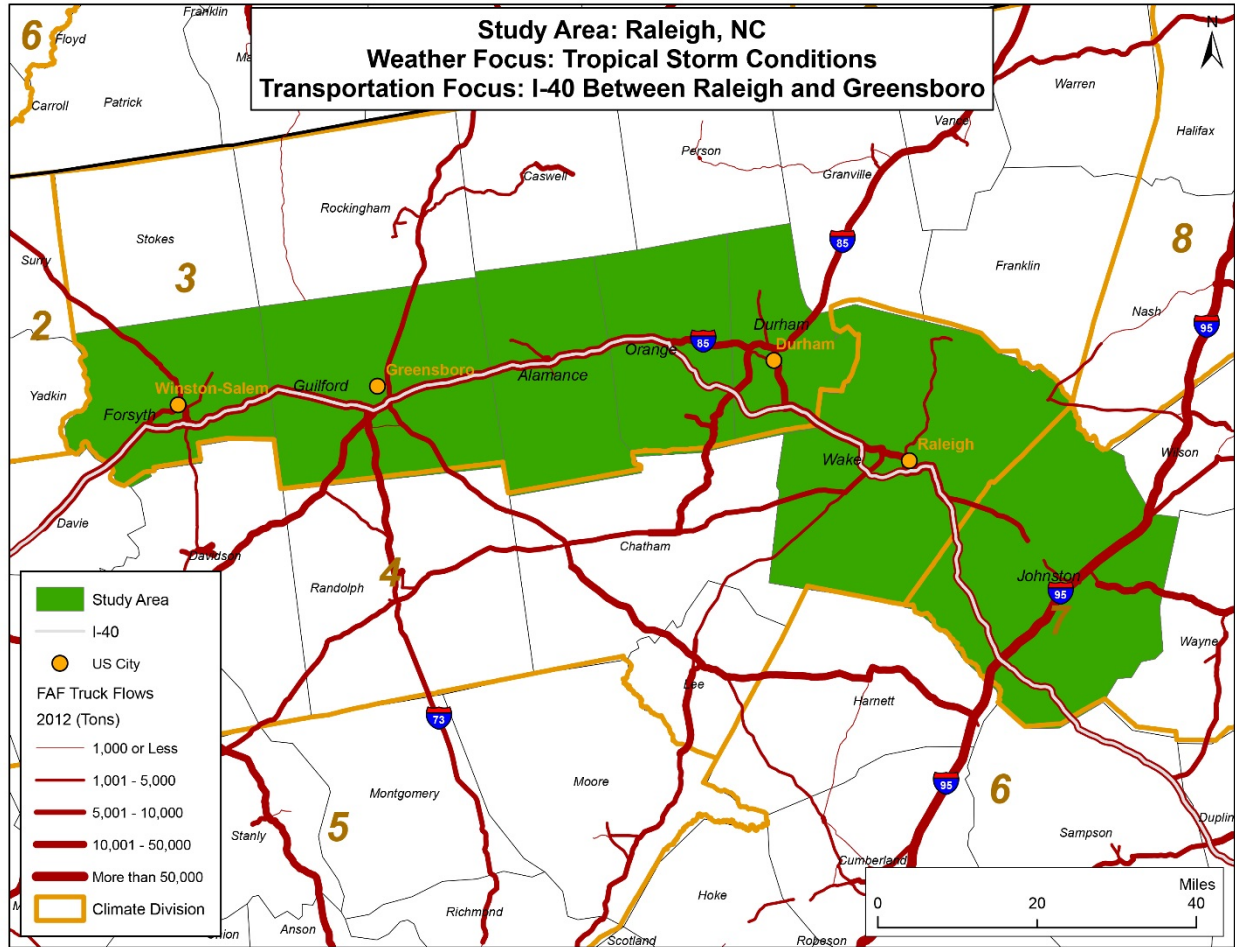 Study Area: Raleigh, NC
Weather Focus: Tropical Storm Conditions
Transportation Focus: I-40 Between Raleigh and Greensboro
N
6
Floyd
Franklin
Carroll
Patrick
Warren
Halifax
Vance
Person
Granville
Caswell
Rockingham
Stokes
Surry
3
2
8
85
Franklin
Nash
95
Yadkin
Winston-Salem
Forsyth
Guilford
Greensboro
Alamance
Orange
85
Durham
Durham
Wake
Raleigh
Wilson
Davie
Davidson
Randolph
4
Chatham
Johnston
95
7
Wayne
Lee
Harnett
73
Moore
Montgomery
5
Stanly
95
6
Sampson
Duplin
Cumberland
Hoke
Richmond
Anson
Scotland
Robeson
Study Area
I-40
US City
FAF Truck Flows
2012 (Tons)
1,000 or Less
1,001 - 5,000
5,001 - 10,000
10,001 - 50,000
More than 50,000
Climate Division
Miles
0 20 40